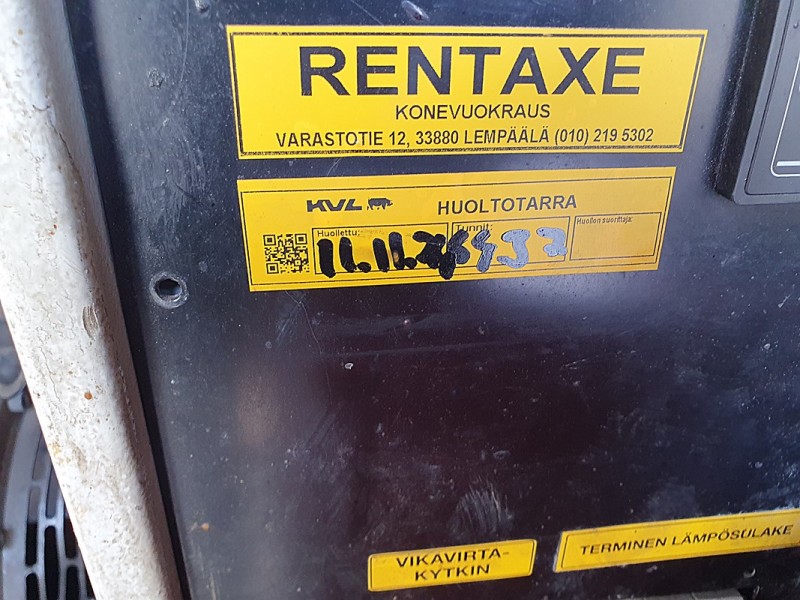 RENTAXE
KONEVUOKRAUS
VARASTOTIE 12, 33880 LEMPÄÄLÄ (010) 219 5302
KVL HUOLTOTARRA
Huollettu: Tunnit: Huollon suorittaja:
VIKAVIRTA-
KYTKIN
TERMINEN LÄMPÖSULAKE